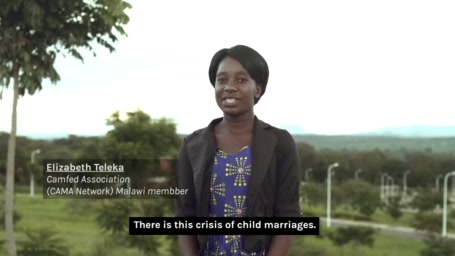 Elizabeth Teleka
Camfed Association
(CAMA Network) Malawi membber
There is this crisis of child marriages.